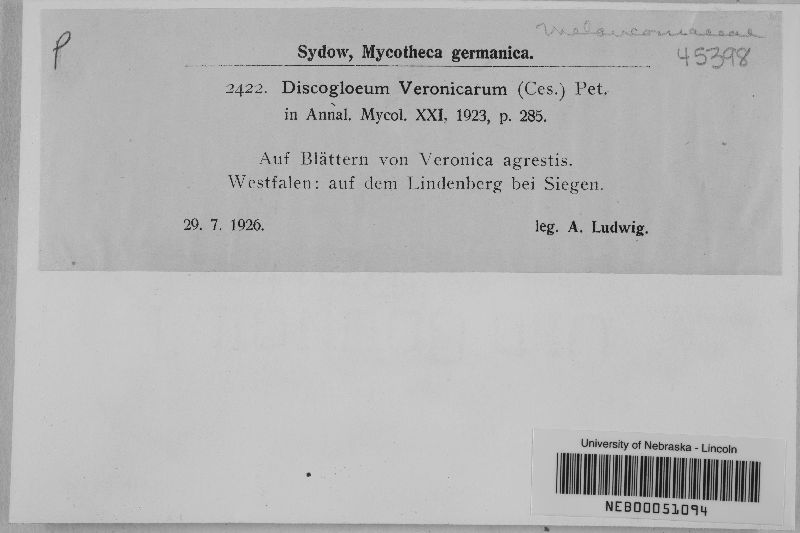 P
Melanconiaceae
45398
Sydow, Mycotheca germanica.
2422. Discogloeum Veronicarum (Ces.) Pet.
in Annal. Mycol. XXI, 1923, p. 285.
Auf Blättern von Veronica agrestis.
Westfalen: auf dem Lindenberg bei Siegen.
29. 7. 1926. leg. A. Ludwig.
University of Nebraska - Lincoln
NEB00051094